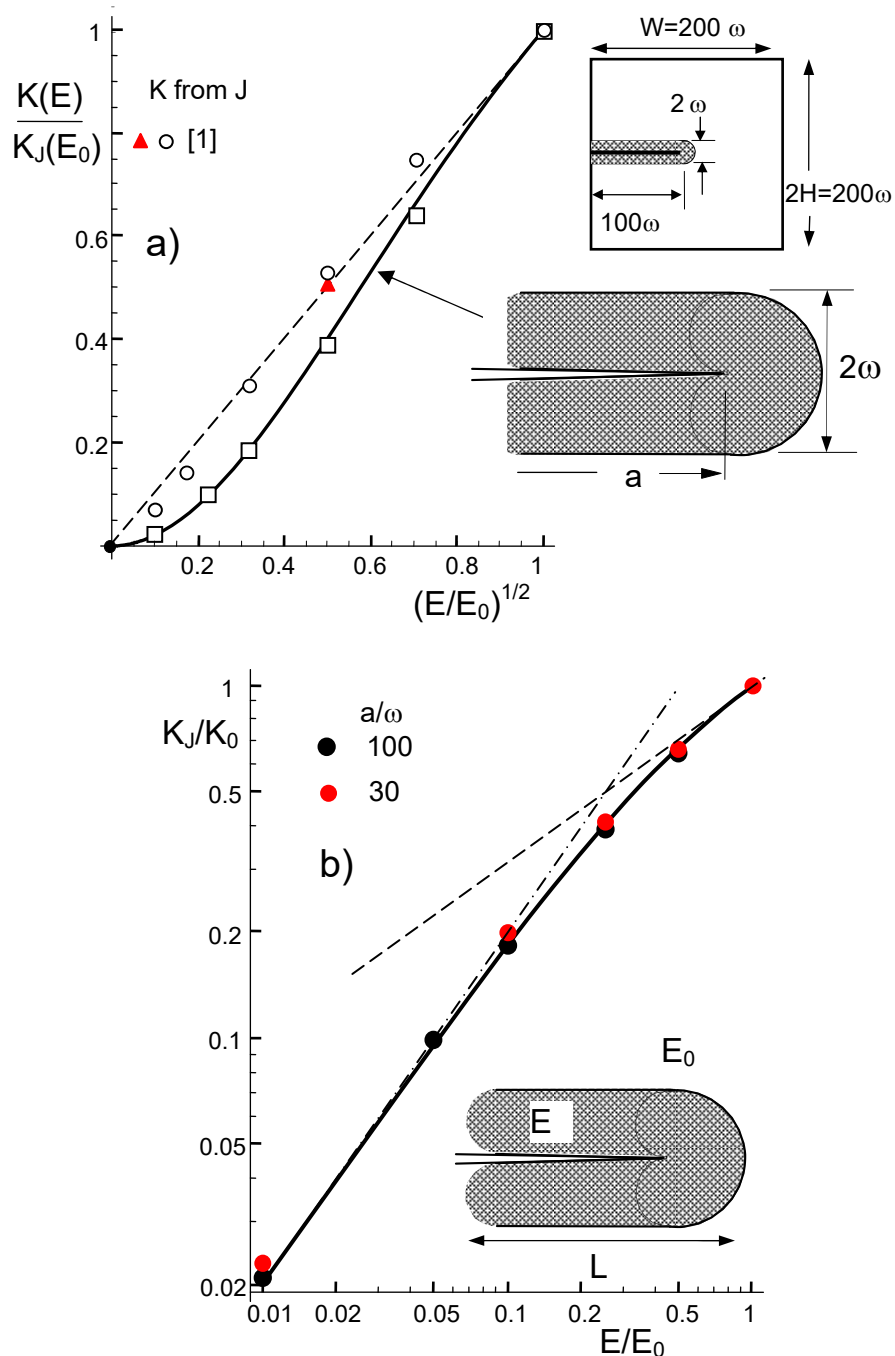 1
K(E)
K_J(E_0)
K from J
[1]
a)
0.6
0.4
0.2
0.2 0.4 0.6 0.8 1
(E/E_0)^{1/2}
W=200 ω
2 ω
100ω
2H=200ω
2ω
a
K_J/K_0
1
0.5
0.2
0.1
0.05
0.02
a/ω
100
30
b)
E_0
E
L
0.01 0.02 0.05 0.1 0.2 0.5 1
E/E_0